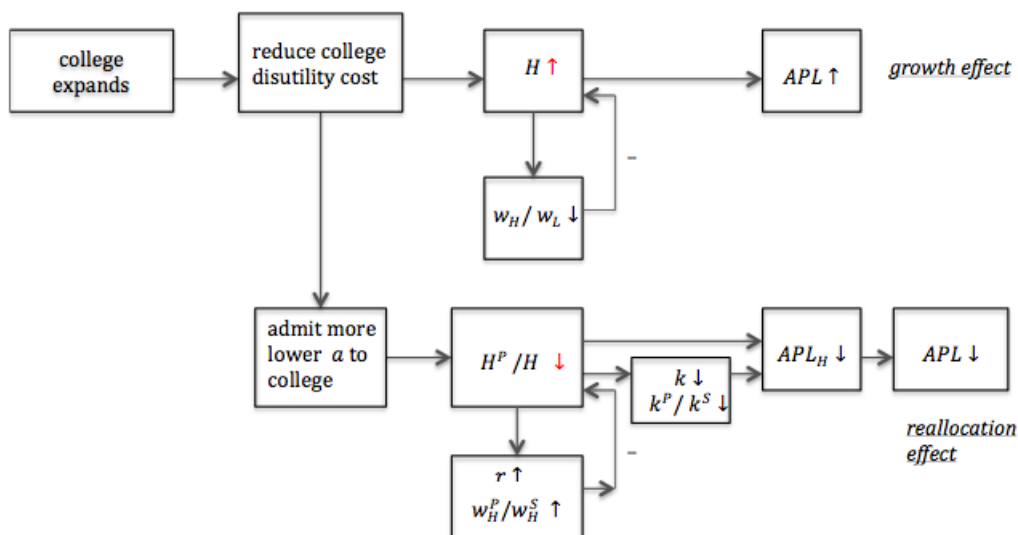 college
expands
reduce college
disutility cost
H ↑
APL ↑
growth effect
–
w_H / w_L ↓
admit more
lower a to
college
H^P /H ↓
k ↓
k^P / k^S ↓
APL_H ↓
APL ↓
reallocation
effect
–
r ↑
w_H^P/w_H^S ↑